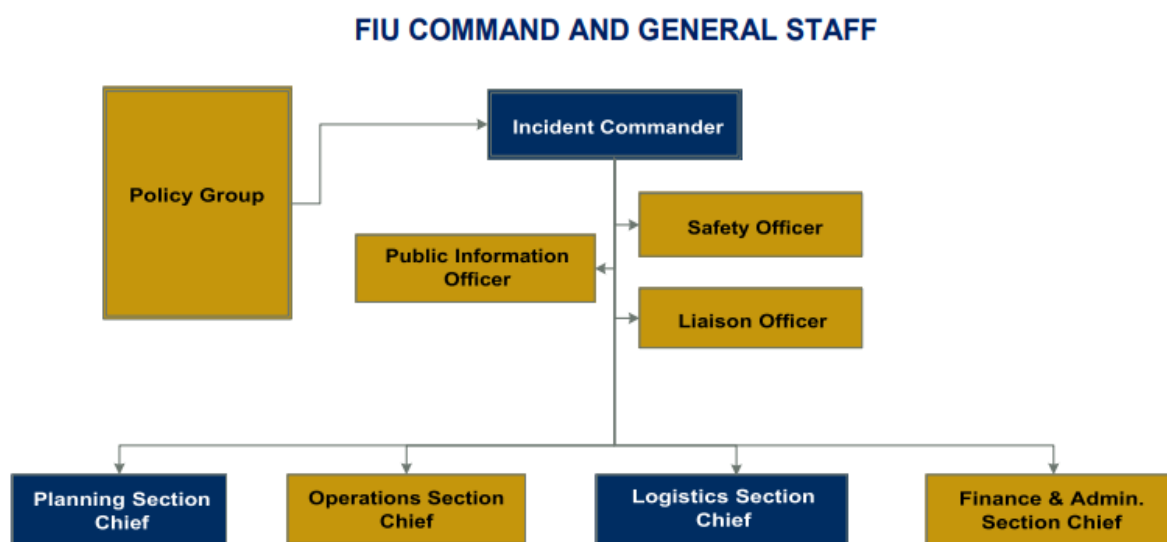 FIU COMMAND AND GENERAL STAFF
Incident Commander
Policy Group
Safety Officer
Public Information
Officer
Liaison Officer
Planning Section
Chief
Operations Section
Chief
Logistics Section
Chief
Finance & Admin.
Section Chief